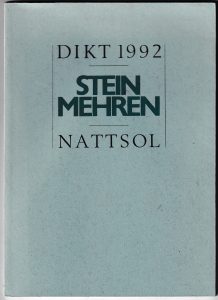 DIKT 1992
STEIN
MEHREN
NATTSOL